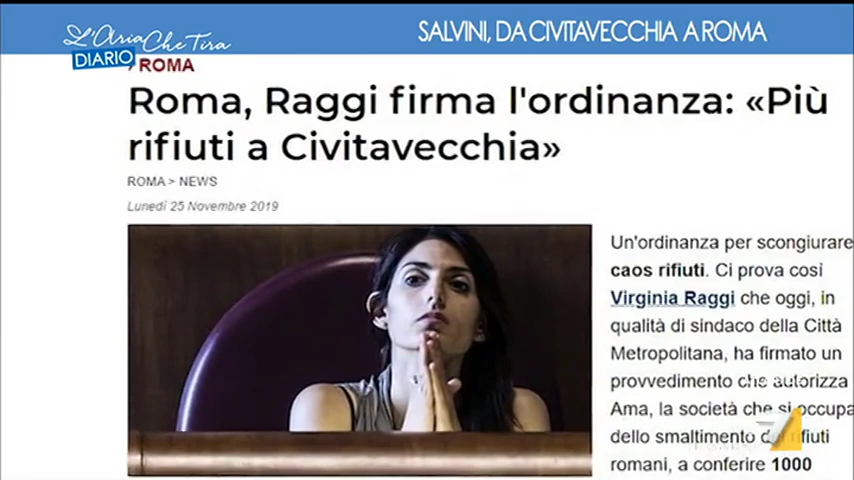 L'Aria Che Tira
DIARIO
SALVINI, DA CIVITAVECCHIA A ROMA
/ ROMA
Roma, Raggi firma l'ordinanza: «Più
rifiuti a Civitavecchia»
ROMA > NEWS
Lunedì 25 Novembre 2019
Un'ordinanza per scongiurare
caos rifiuti. Ci prova così
Virginia Raggi che oggi, in
qualità di sindaco della Città
Metropolitana, ha firmato un
provvedimento che autorizza
Ama, la società che si occupa
dello smaltimento dei rifiuti
romani, a conferire 1000